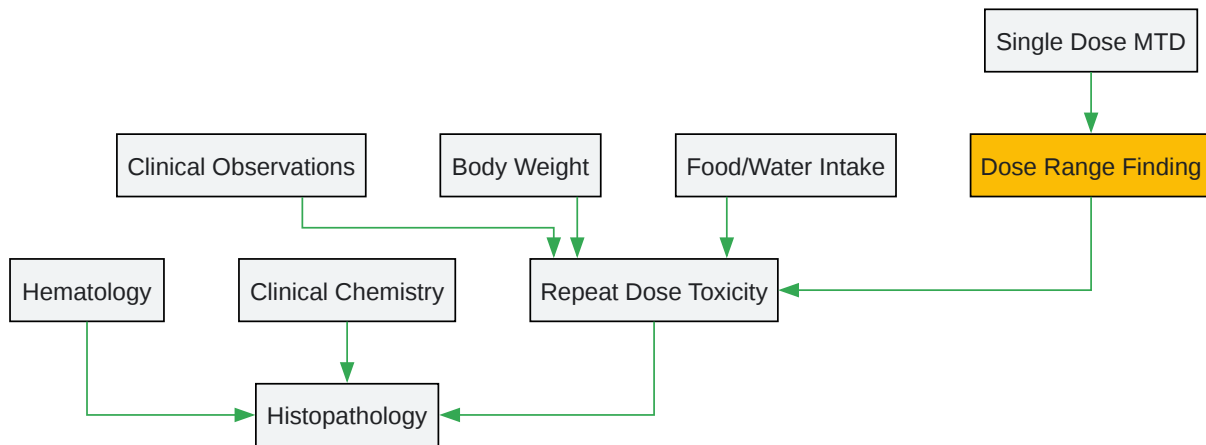 Single Dose MTD
Clinical Observations
Body Weight
Food/Water Intake
Dose Range Finding
Hematology
Clinical Chemistry
Repeat Dose Toxicity
Histopathology